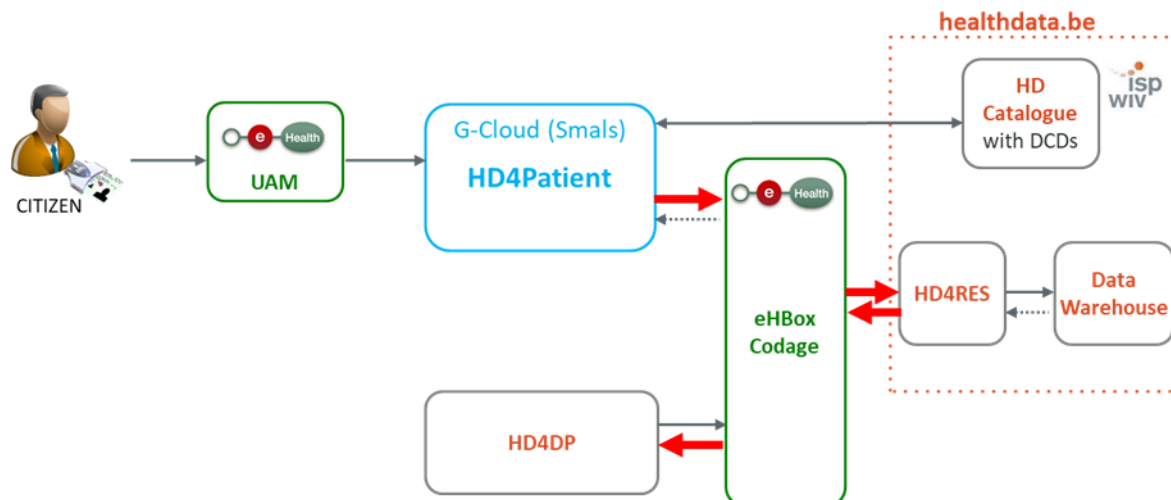 healthdata.be
HD
Catalogue
with DCDs
isp
wiv
G-Cloud (Smals)
HD4Patient
e
Health
UAM
CITIZEN
e
Health
eHBox
Codage
HD4RES
Data
Warehouse
HD4DP